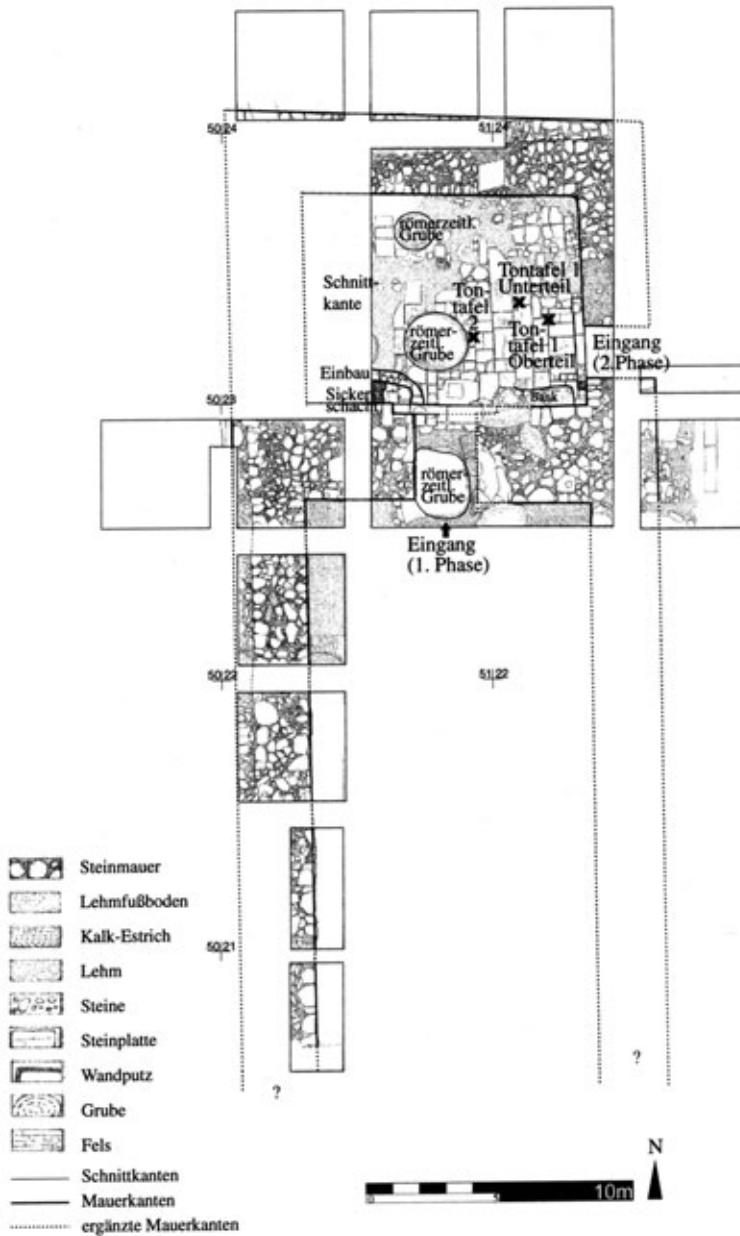 50,24
51,24
römerzeitl.
Grube
Schnitt-
kante
Ton-
tafel
2
Tontafel 1
Unterteil
römer-
zeitl.
Grube
Ton-
tafel 1
Oberteil
Eingang
(2.Phase)
Einbau
Sicker-
schacht
Bank
50,23
römer-
zeitl.
Grube
Eingang
(1. Phase)
50,22
51,22
50,21
?
?
Steinmauer
Lehmfußboden
Kalk-Estrich
Lehm
Steine
Steinplatte
Wandputz
Grube
Fels
Schnittkanten
Mauerkanten
ergänzte Mauerkanten
0
5
10m
N